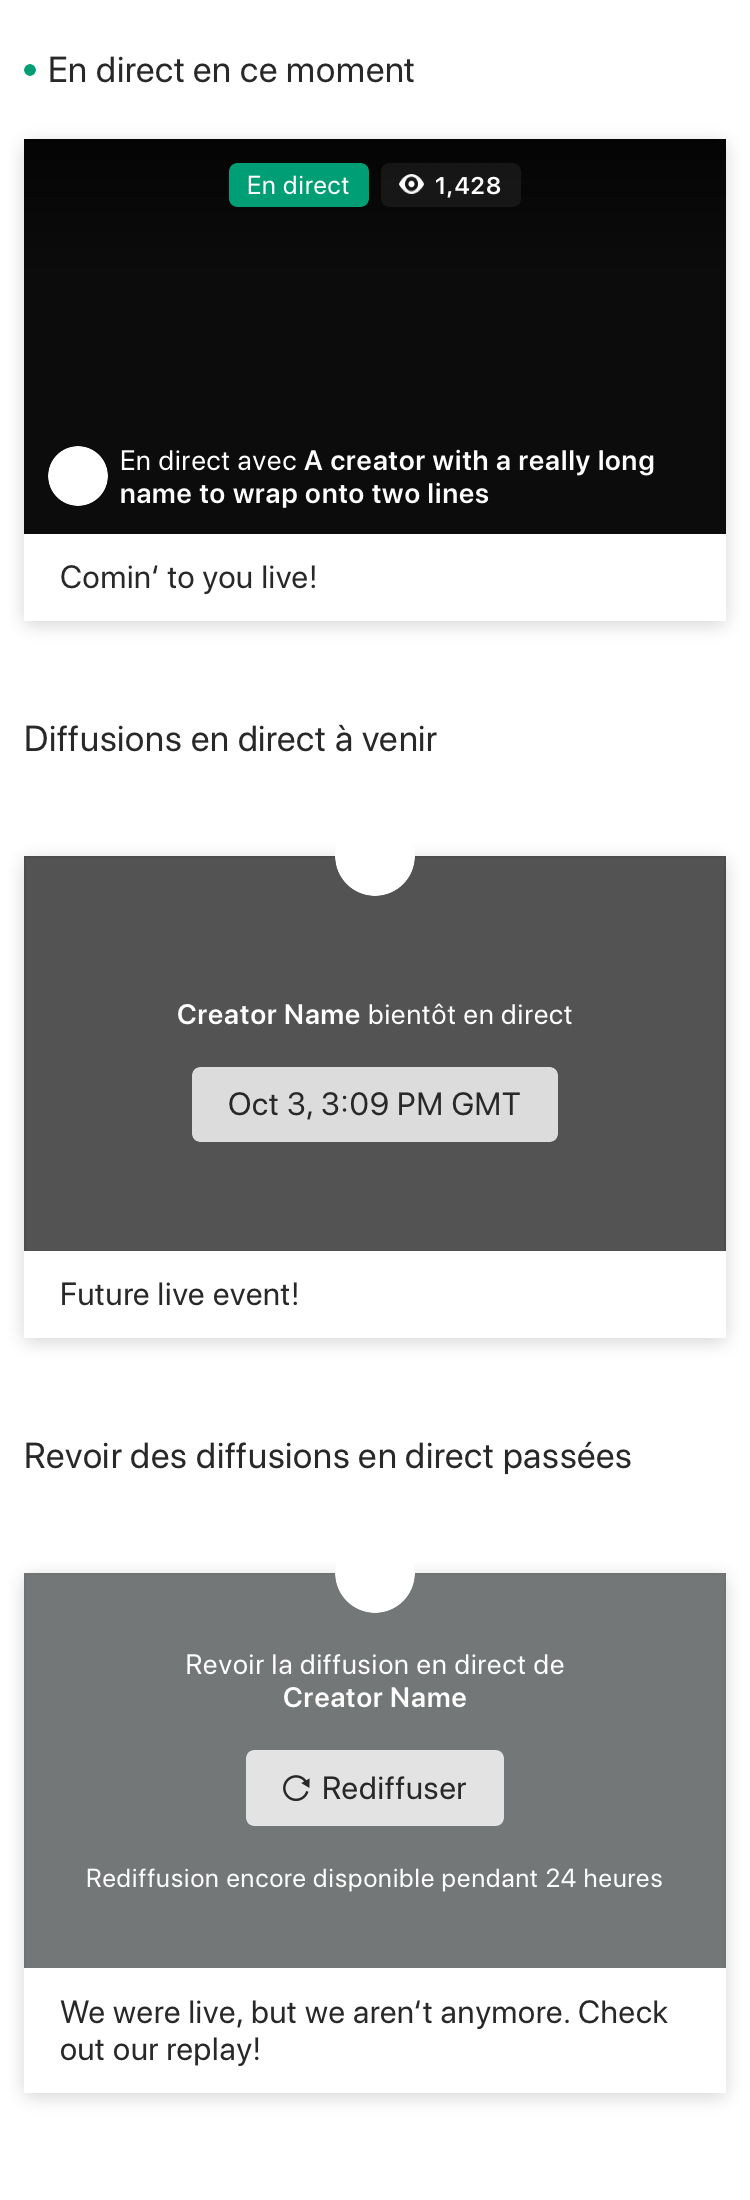 En direct en ce moment
En direct
1,428
En direct avec A creator with a really long
name to wrap onto two lines
Comin‘ to you live!
Diffusions en direct à venir
Creator Name bientôt en direct
Oct 3, 3:09 PM GMT
Future live event!
Revoir des diffusions en direct passées
Revoir la diffusion en direct de
Creator Name
Rediffuser
Rediffusion encore disponible pendant 24 heures
We were live, but we aren‘t anymore. Check
out our replay!